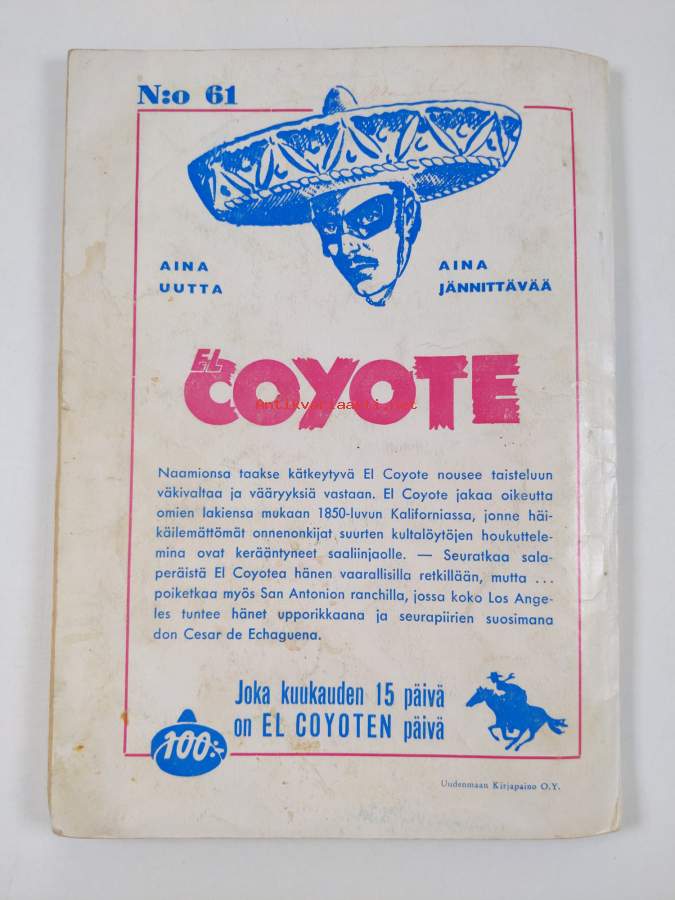 N:o 61
AINA
UUTTA
AINA
JÄNNITTÄVÄÄ
EL
COYOTE
Antikvariaatti.net
Naamionsa taakse kätkeytyvä El Coyote nousee taisteluun
väkivaltaa ja vääryyksiä vastaan. El Coyote jakaa oikeutta
omien lakiensa mukaan 1850-luvun Kaliforniassa, jonne häi-
käilemättömät onnenonkijat suurten kultalöytöjen houkuttele-
mina ovat kerääntyneet saaliinjaolle. — Seuratkaa sala-
peräistä El Coyotea hänen vaarallisilla retkillään, mutta ...
poiketkaa myös San Antonion ranchilla, jossa koko Los Ange-
les tuntee hänet upporikkaana ja seurapiirien suosimana
don Cesar de Echaguena.
Joka kuukauden 15 päivä
on EL COYOTEN päivä
100:-
Uudenmaan Kirjapaino O.Y.